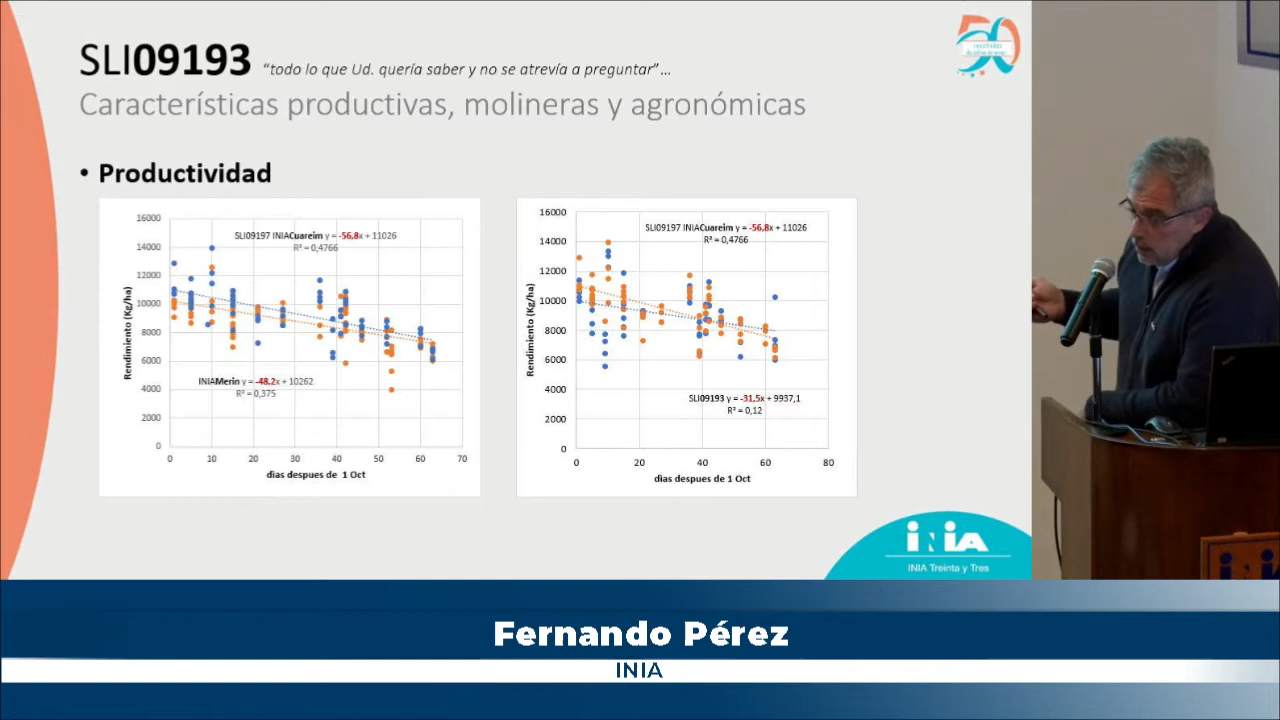 SLI09193 "todo lo que Ud. quería saber y no se atrevía a preguntar"...
Características productivas, molineras y agronómicas
50
• Productividad
16000
14000
12000
10000
8000
6000
4000
2000
0
Rendimiento (Kg/ha)
SLI09197 INIACuareim y = -56,8x + 11026
R² = 0,4766
INIAMerin y = -48,2x + 10262
R² = 0,375
0 10 20 30 40 50 60 70
días despues de 1 Oct
16000
14000
12000
10000
8000
6000
4000
2000
0
Rendimiento (Kg/ha)
SLI09197 INIACuareim y = -56,8x + 11026
R² = 0,4766
SLI09193 y = -31,5x + 9937,1
R² = 0,12
0 20 40 60 80
días despues de 1 Oct
INIA
INIA Treinta y Tres
Fernando Pérez
INIA